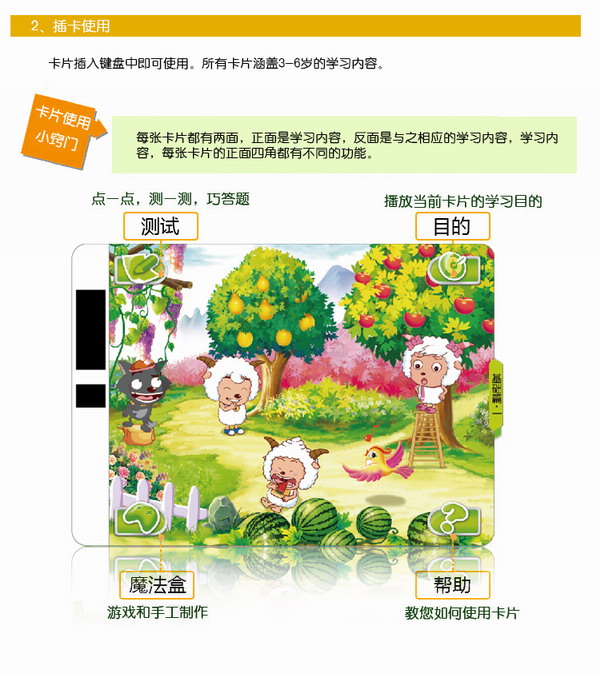 2、插卡使用
卡片插入键盘中即可使用。所有卡片涵盖3-6岁的学习内容。
卡片使用
小窍门
每张卡片都有两面，正面是学习内容，反面是与之相应的学习内容，学习内
容，每张卡片的正面四角都有不同的功能。
点一点，测一测，巧答题
播放当前卡片的学习目的
测试
目的
魔法盒
帮助
游戏和手工制作
教您如何使用卡片